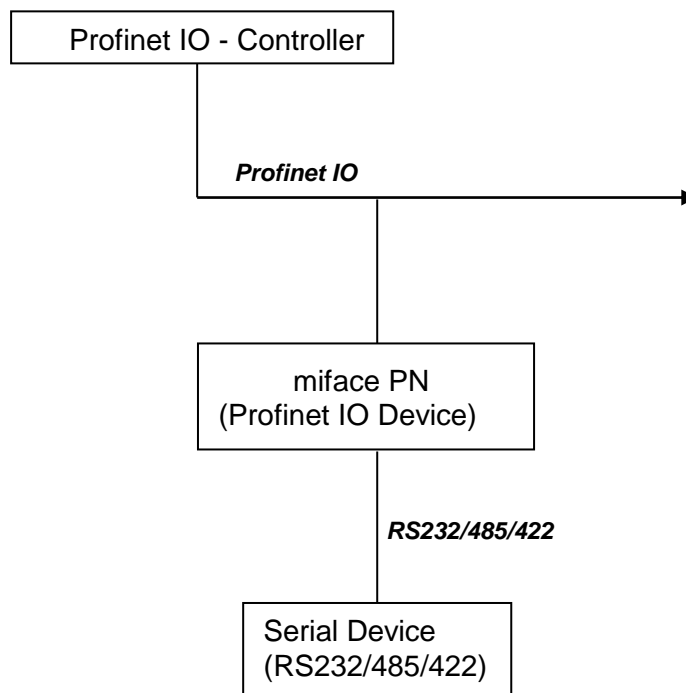 Profinet IO - Controller
Profinet IO
miface PN
(Profinet IO Device)
RS232/485/422
Serial Device
(RS232/485/422)